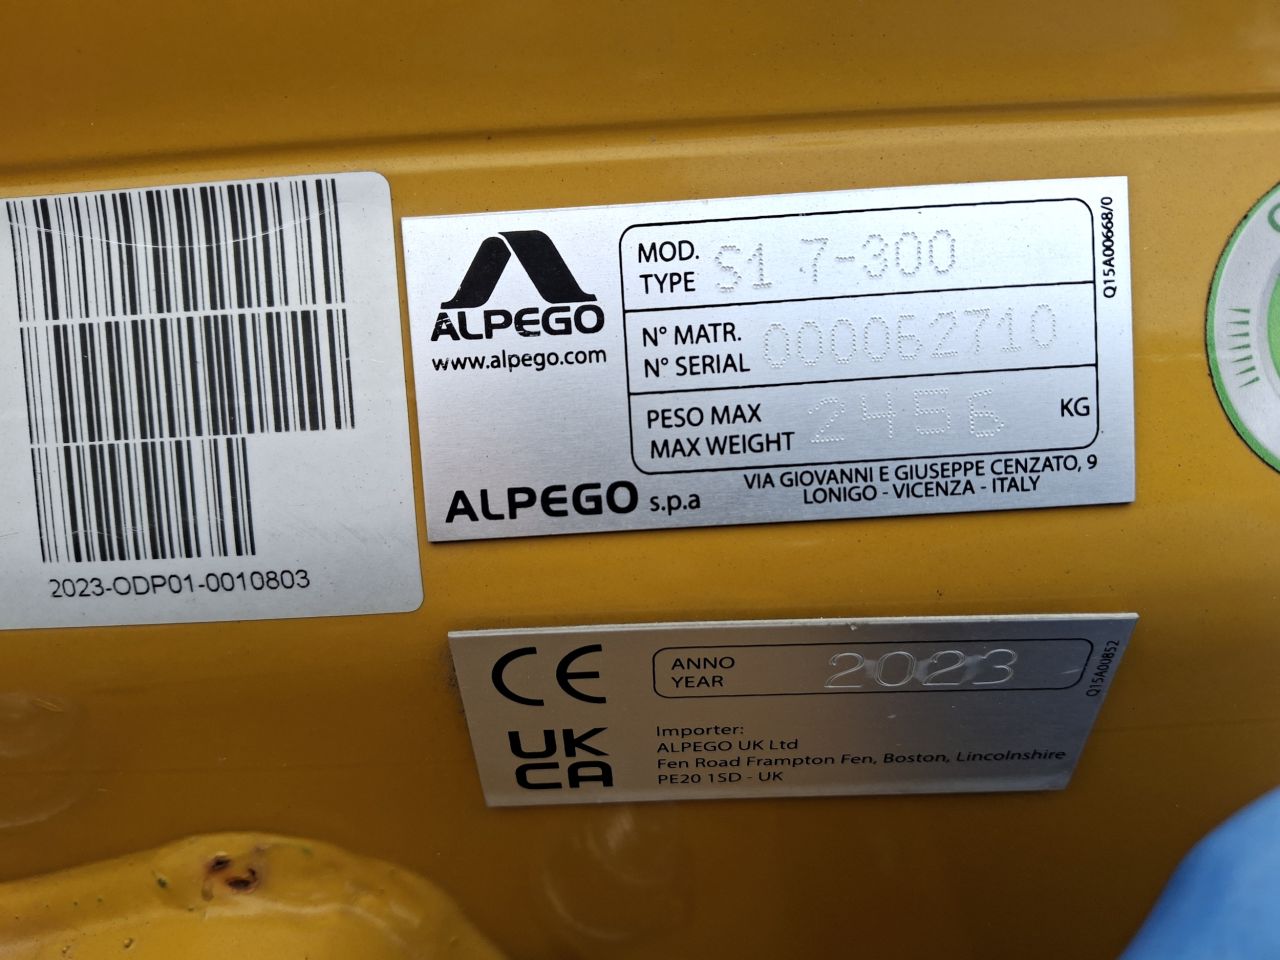 2023-ODP01-0010803
ALPEGO
www.alpego.com
MOD.
TYPE
S1 7-300
N° MATR.
N° SERIAL
000052710
PESO MAX
MAX WEIGHT
2456
KG
ALPEGO s.p.a
VIA GIOVANNI E GIUSEPPE CENZATO, 9
LONIGO - VICENZA - ITALY
Q15A00668/0
CE
UK
CA
ANNO
YEAR
2023
Importer:
ALPEGO UK Ltd
Fen Road Frampton Fen, Boston, Lincolnshire
PE20 1SD - UK
Q15A00852